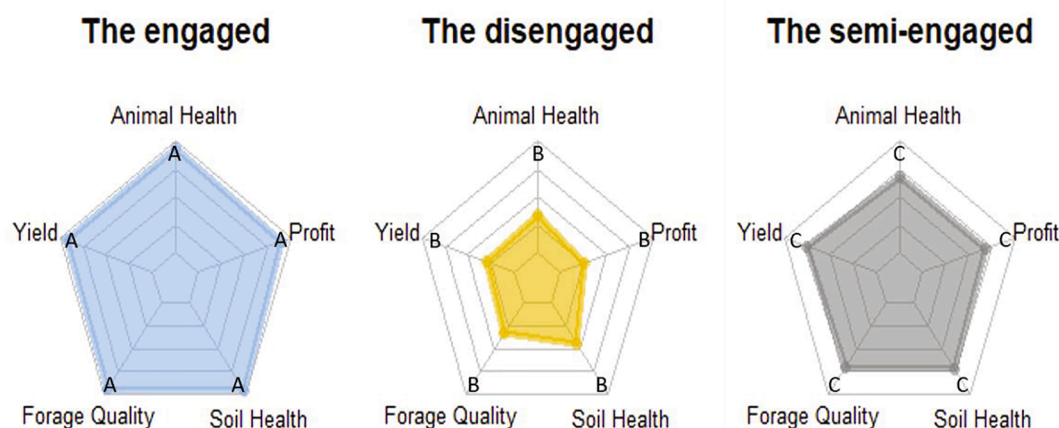 The engaged
Animal Health
A
Yield
A
A
Profit
A
A
Forage Quality
Soil Health
The disengaged
Animal Health
B
Yield
B
B
Profit
B
B
Forage Quality
Soil Health
The semi-engaged
Animal Health
C
Yield
C
C
Profit
C
C
Forage Quality
Soil Health